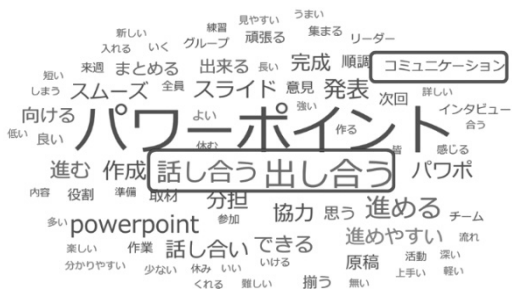 うまい
練習 見やすい
新しい 頑張る 集まる
入れる いく グループ リーダー
来週 まとめる 出来る 長い 完成 順調 コミュニケーション
短い
しまう スムーズ 全員 スライド 意見 発表 次回 詳しい
強い
向ける パワーポイント インタビュー
よい 作る 合う
低い 良い 休む 皆 感じる
進む 作成 話し合う 出し合う パワポ
内容 役割 準備 取材 分担
多い powerpoint 参加 協力 思う 進める チーム
楽しい 作業 話し合い できる 進めやすい 流れ
分かりやすい 少ない 休み いい いける 原稿 活動 深い
くれる 難しい 揃う 無い 上手い 軽い